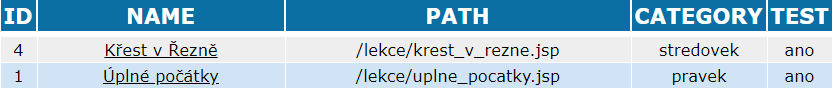 ID NAME PATH CATEGORY TEST
4 Křest v Řezně /lekce/krest_v_rezne.jsp stredovek ano
1 Úplné počátky /lekce/uplne_pocatky.jsp pravek ano